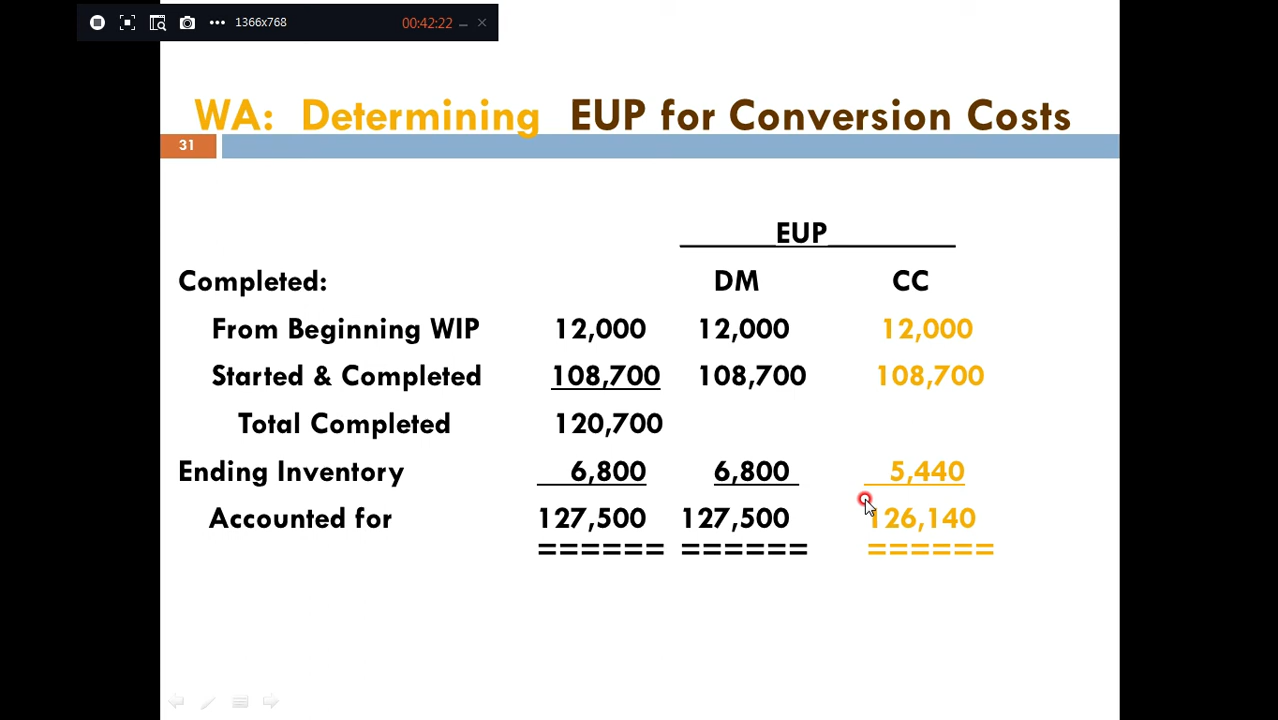 1366x768 00:42:22
WA: Determining EUP for Conversion Costs
31
EUP
Completed: DM CC
From Beginning WIP 12,000 12,000 12,000
Started & Completed 108,700 108,700 108,700
Total Completed 120,700
Ending Inventory 6,800 6,800 5,440
Accounted for 127,500 127,500 126,140
====== ====== ======